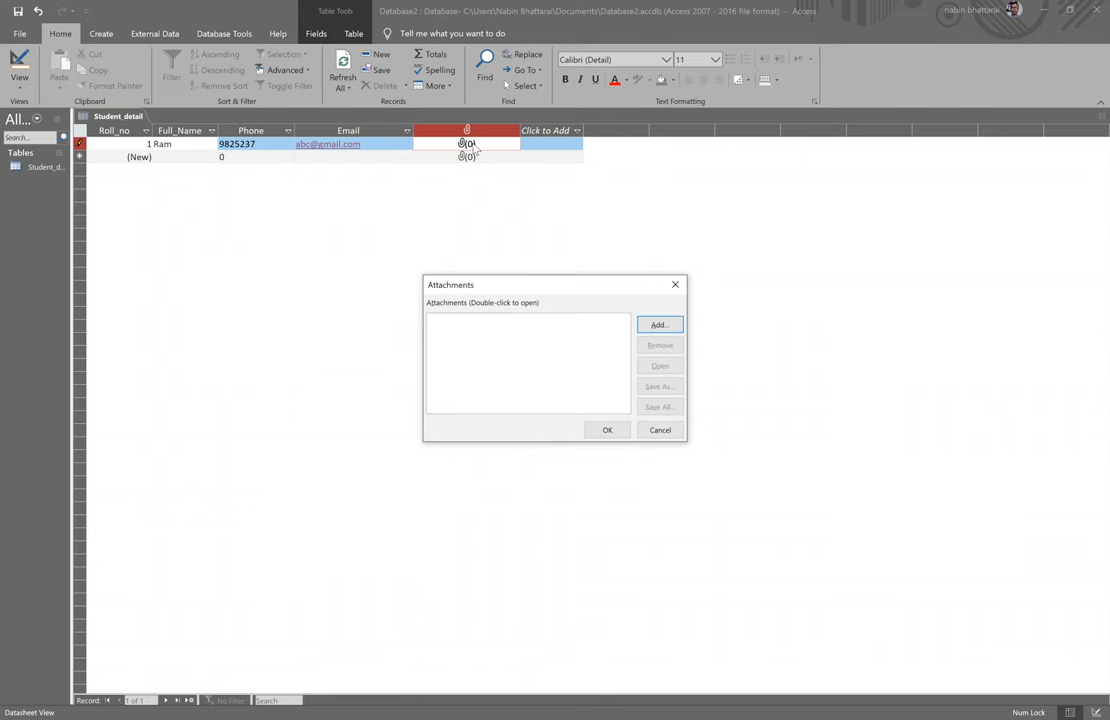 Table Tools
Database2 : Database- C:\Users\Nabin Bhattarai\Documents\Database2.accdb (Access 2007 - 2016 file format) - Access
nabin bhattarai
File Home Create External Data Database Tools Help Fields Table Tell me what you want to do
View
Views
Paste
Cut
Copy
Format Painter
Clipboard
Filter
Ascending
Descending
Remove Sort
Selection
Advanced
Toggle Filter
Sort & Filter
Refresh
All
New
Save
Delete
Totals
Spelling
More
Records
Find
Replace
Go To
Select
Find
Calibri (Detail) 11
B I U A
Text Formatting
All...
Search...
Tables
Student_d...
Student_detail
Roll_no Full_Name Phone Email Click to Add
1 Ram 9825237 abc@gmail.com (0)
(New) 0 (0)
Attachments
Attachments (Double-click to open)
Add...
Remove
Open
Save As...
Save All...
OK Cancel
Record: 1 of 1 No Filter Search
Datasheet View Num Lock